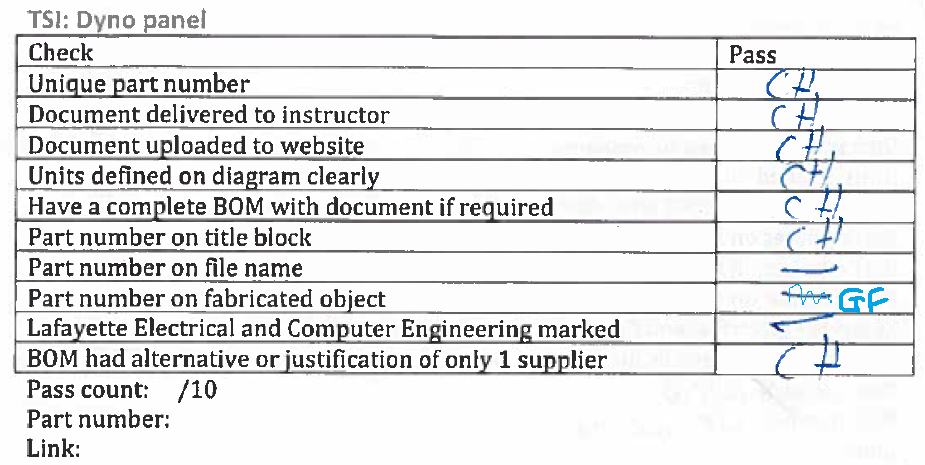 TSI: Dyno panel
Check Pass
Unique part number CH
Document delivered to instructor CH
Document uploaded to website CH
Units defined on diagram clearly CH
Have a complete BOM with document if required CH
Part number on title block CH
Part number on file name —
Part number on fabricated object GF
Lafayette Electrical and Computer Engineering marked
BOM had alternative or justification of only 1 supplier CH
Pass count: /10
Part number:
Link: